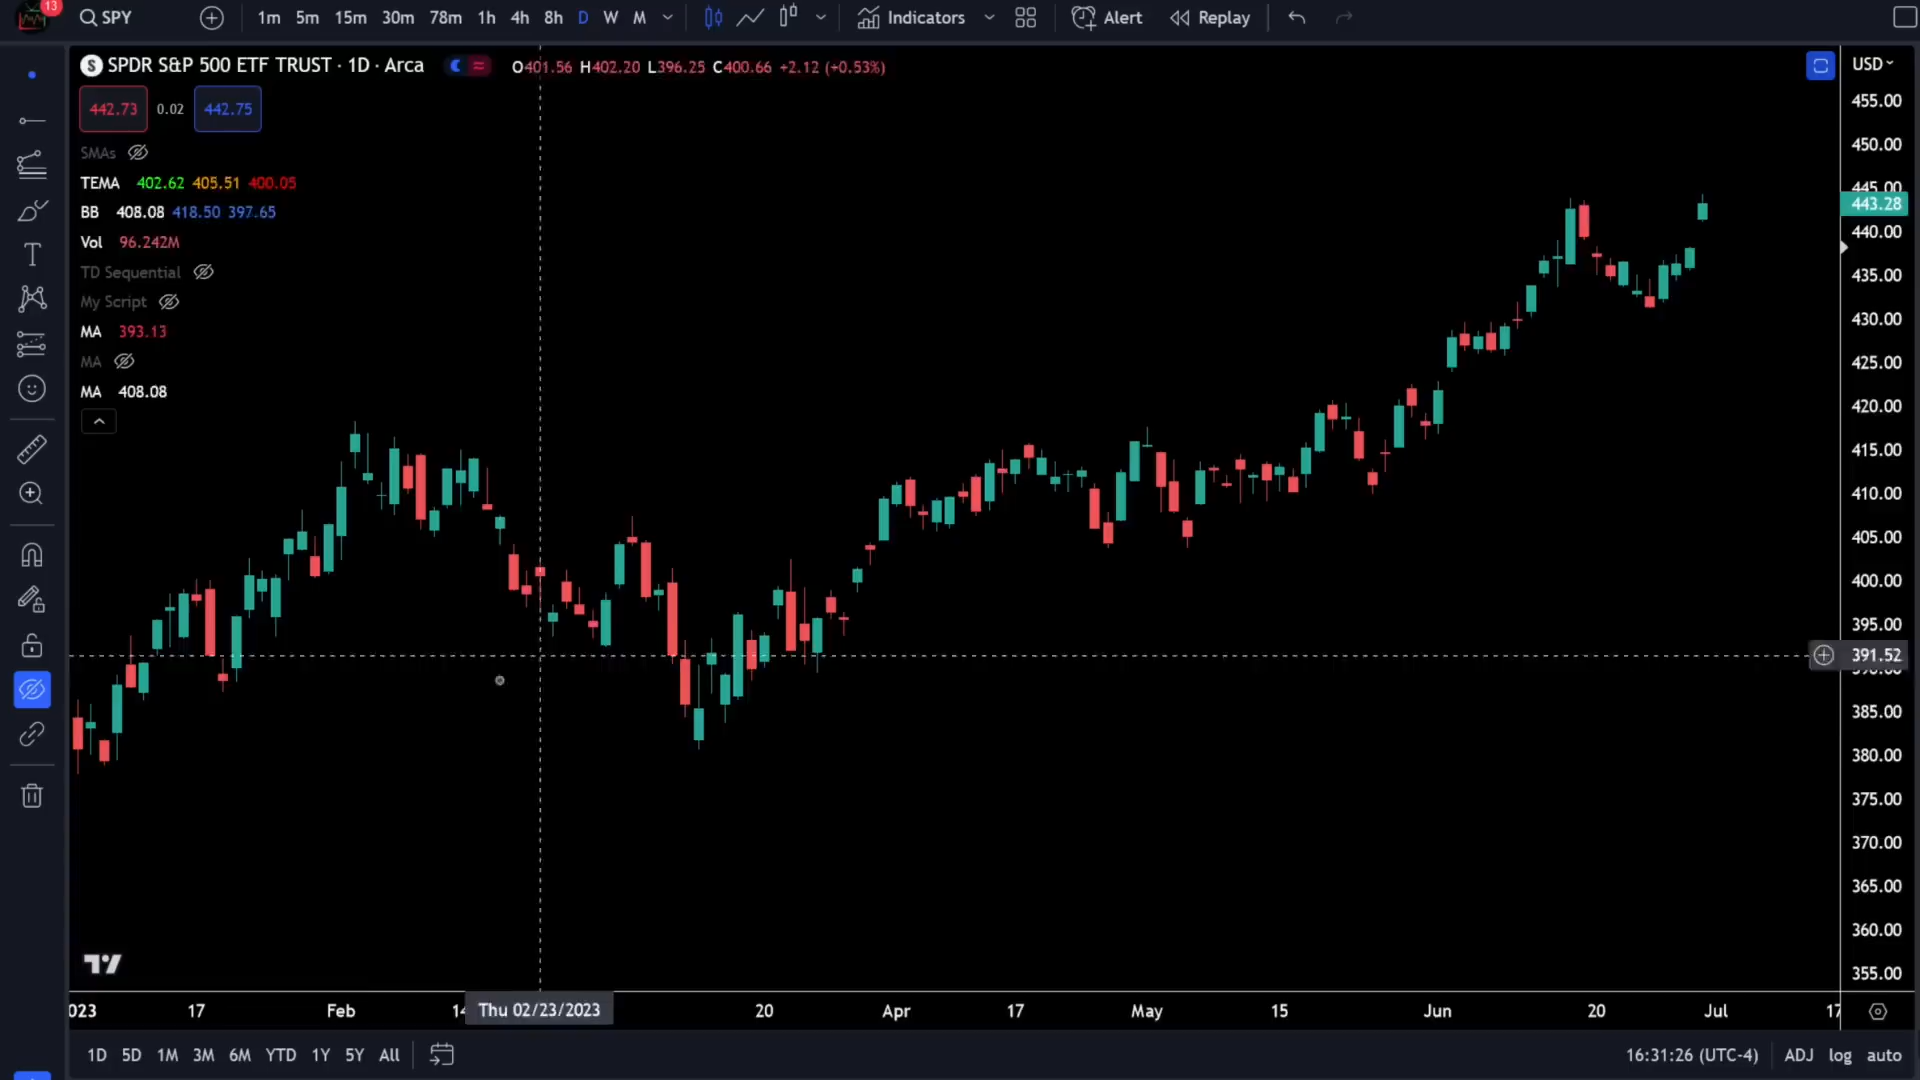 13
SPY 1m 5m 15m 30m 78m 1h 4h 8h D W M Indicators Alert Replay
S SPDR S&P 500 ETF TRUST · 1D · Arca O401.56 H402.20 L396.25 C400.66 +2.12 (+0.53%) USD
442.73 0.02 442.75
SMAs
TEMA 402.62 405.51 400.05
BB 408.08 418.50 397.65
Vol 96.242M
TD Sequential
My Script
MA 393.13
MA
MA 408.08
455.00
450.00
445.00
443.28
440.00
435.00
430.00
425.00
420.00
415.00
410.00
405.00
400.00
395.00
391.52
385.00
380.00
375.00
370.00
365.00
360.00
355.00
023 17 Feb 14 Thu 02/23/2023 20 Apr 17 May 15 Jun 20 Jul 17
1D 5D 1M 3M 6M YTD 1Y 5Y All 16:31:26 (UTC-4) ADJ log auto